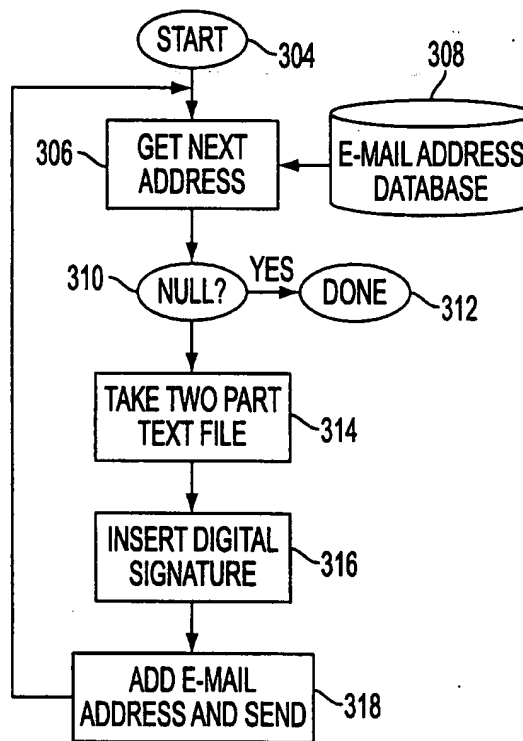 START
304
308
306
GET NEXT
ADDRESS
E-MAIL ADDRESS
DATABASE
310
NULL?
YES
DONE
312
TAKE TWO PART
TEXT FILE
314
INSERT DIGITAL
SIGNATURE
316
ADD E-MAIL
ADDRESS AND SEND
318